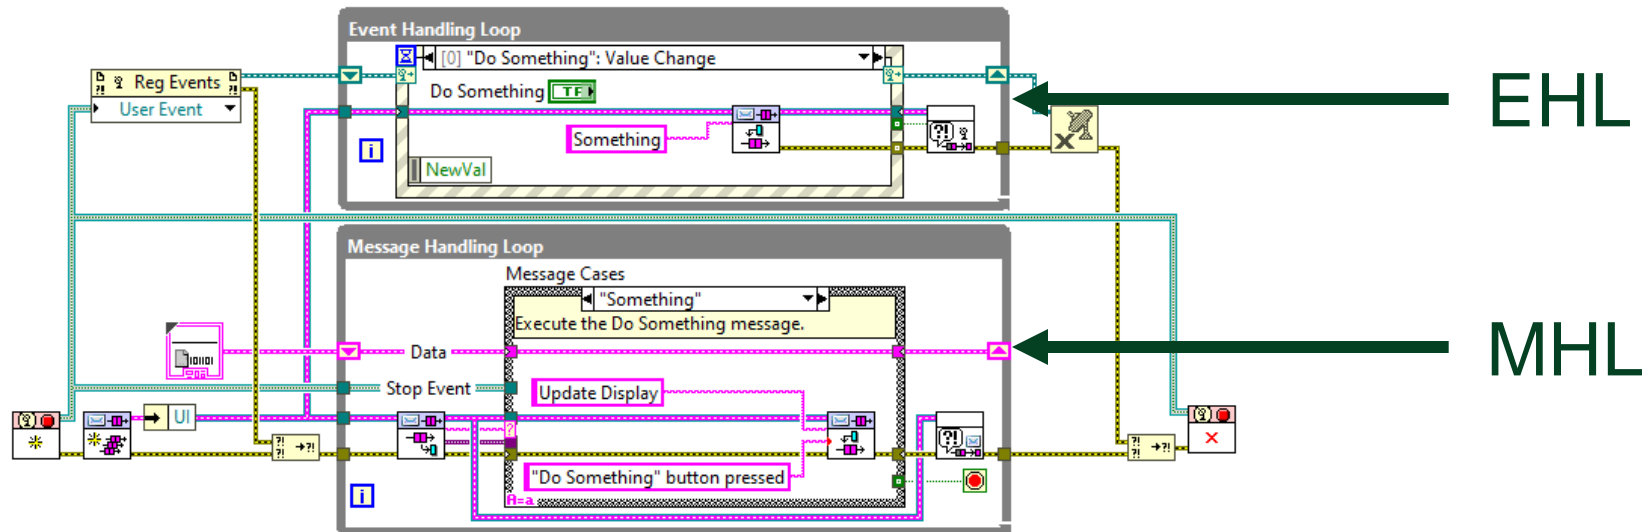 Event Handling Loop
[0] "Do Something": Value Change
Reg Events
User Event
Do Something
TF
Something
i
NewVal
EHL
Message Handling Loop
Message Cases
"Something"
Execute the Do Something message.
Data
Stop Event
Update Display
UI
"Do Something" button pressed
i
A=a
MHL